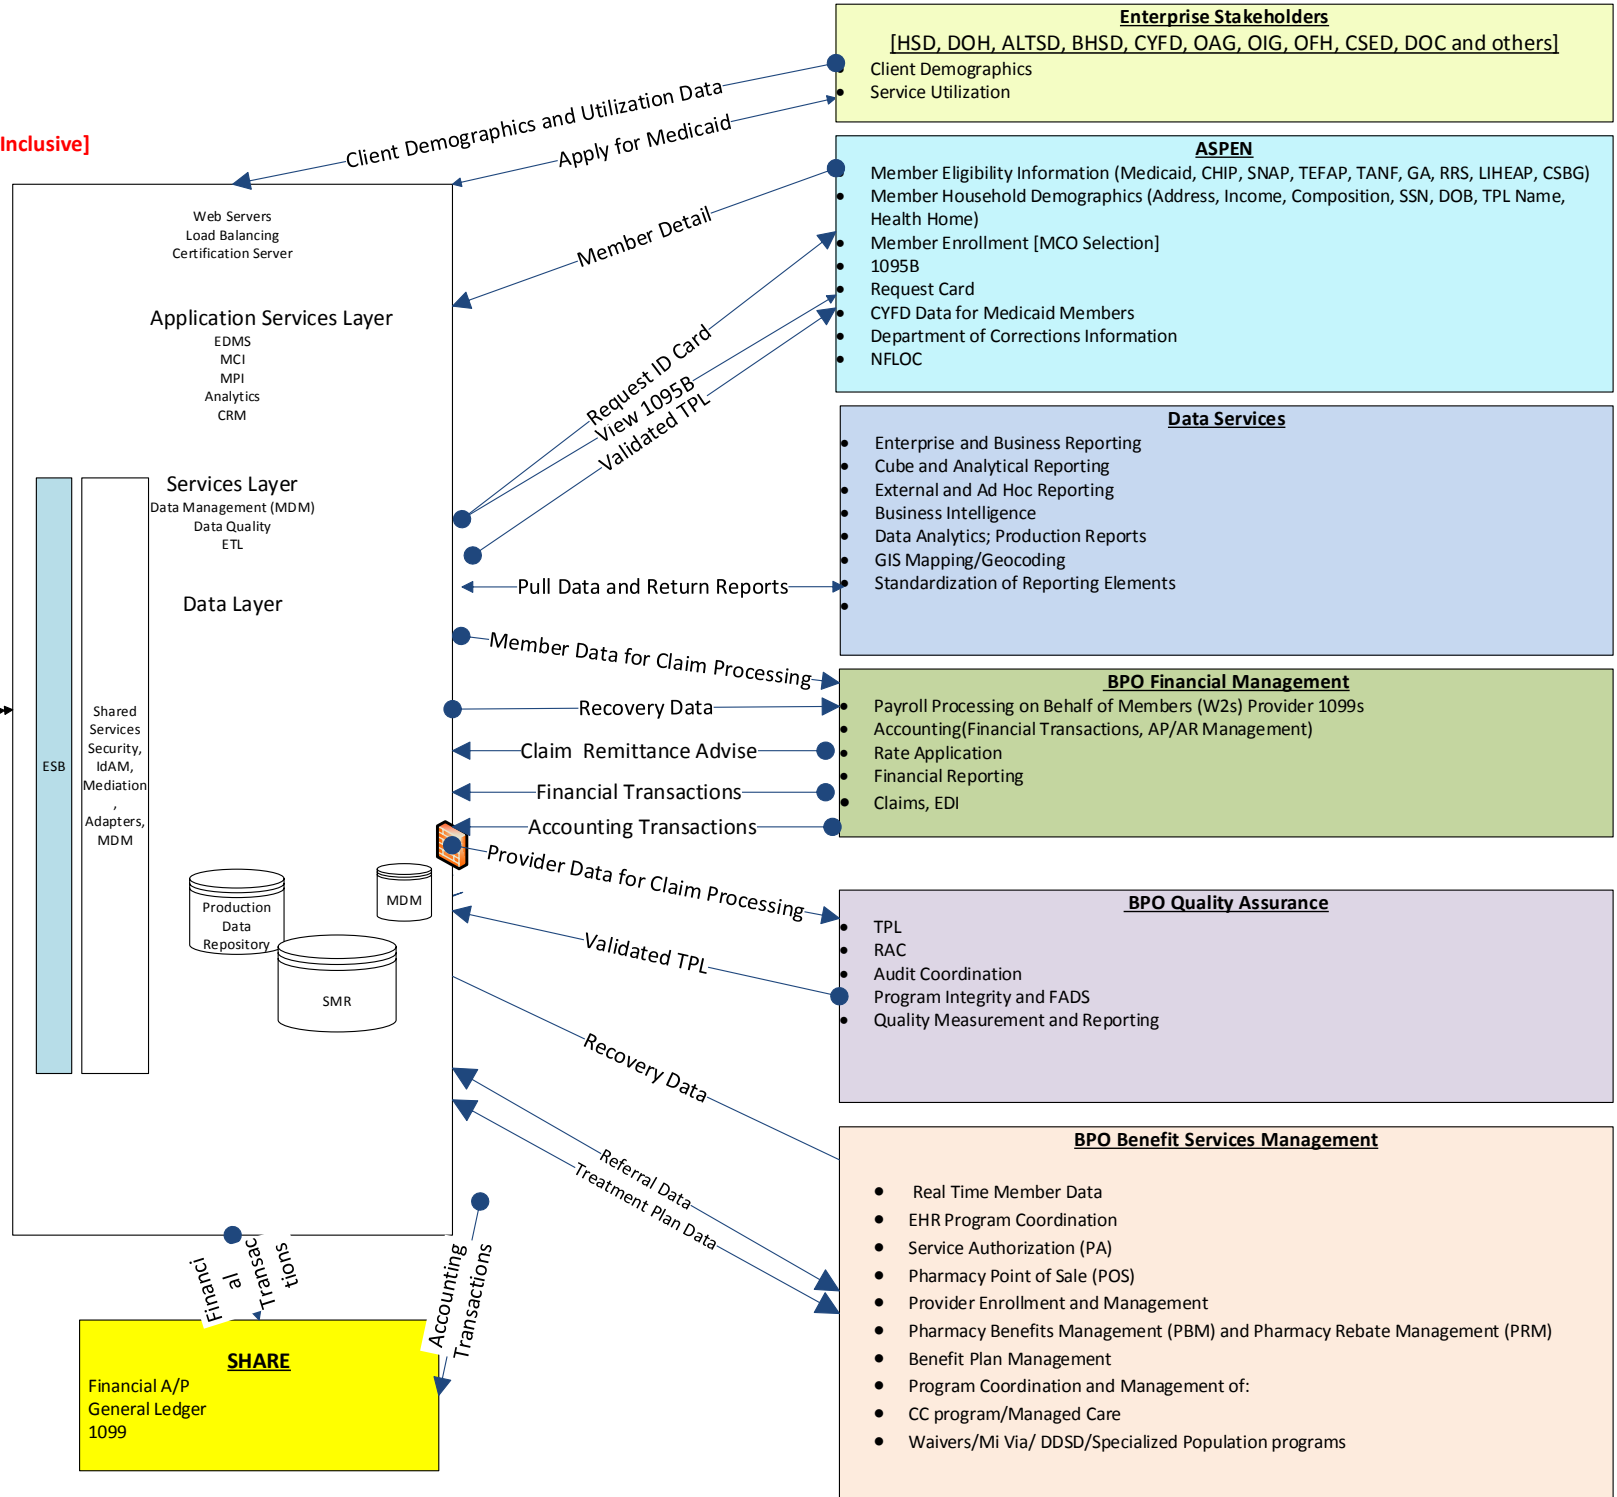 Inclusive]
Web Servers
Load Balancing
Certification Server
Application Services Layer
EDMS
MCI
MPI
Analytics
CRM
Services Layer
Data Management (MDM)
Data Quality
ETL
Data Layer
ESB
Shared
Services
Security,
IdAM,
Mediation
,
Adapters,
MDM
Production
Data
Repository
MDM
SMR
Client Demographics and Utilization Data
Apply for Medicaid
Member Detail
Request ID Card
View 1095B
Validated TPL
Pull Data and Return Reports
Member Data for Claim Processing
Recovery Data
Claim  Remittance Advise
Financial Transactions
Accounting Transactions
Provider Data for Claim Processing
Validated TPL
Recovery Data
Referral Data
Treatment Plan Data
Financi
al
Transac
tions
Accounting
Transactions
SHARE
Financial A/P
General Ledger
1099
Enterprise Stakeholders
[HSD, DOH, ALTSD, BHSD, CYFD, OAG, OIG, OFH, CSED, DOC and others]
• Client Demographics
• Service Utilization
ASPEN
• Member Eligibility Information (Medicaid, CHIP, SNAP, TEFAP, TANF, GA, RRS, LIHEAP, CSBG)
• Member Household Demographics (Address, Income, Composition, SSN, DOB, TPL Name,
Health Home)
• Member Enrollment [MCO Selection]
• 1095B
• Request Card
• CYFD Data for Medicaid Members
• Department of Corrections Information
• NFLOC
Data Services
• Enterprise and Business Reporting
• Cube and Analytical Reporting
• External and Ad Hoc Reporting
• Business Intelligence
• Data Analytics; Production Reports
• GIS Mapping/Geocoding
• Standardization of Reporting Elements
•
BPO Financial Management
• Payroll Processing on Behalf of Members (W2s) Provider 1099s
• Accounting(Financial Transactions, AP/AR Management)
• Rate Application
• Financial Reporting
• Claims, EDI
BPO Quality Assurance
• TPL
• RAC
• Audit Coordination
• Program Integrity and FADS
• Quality Measurement and Reporting
BPO Benefit Services Management
• Real Time Member Data
• EHR Program Coordination
• Service Authorization (PA)
• Pharmacy Point of Sale (POS)
• Provider Enrollment and Management
• Pharmacy Benefits Management (PBM) and Pharmacy Rebate Management (PRM)
• Benefit Plan Management
• Program Coordination and Management of:
• CC program/Managed Care
• Waivers/Mi Via/ DDSD/Specialized Population programs